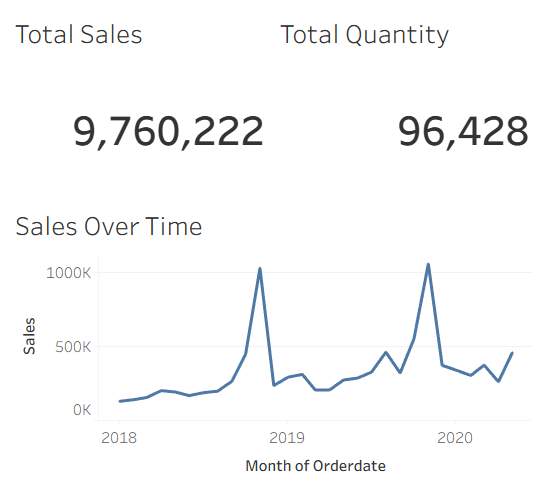 Total Sales
Total Quantity
9,760,222
96,428
Sales Over Time
1000K
500K
0K
Sales
2018
2019
2020
Month of Orderdate